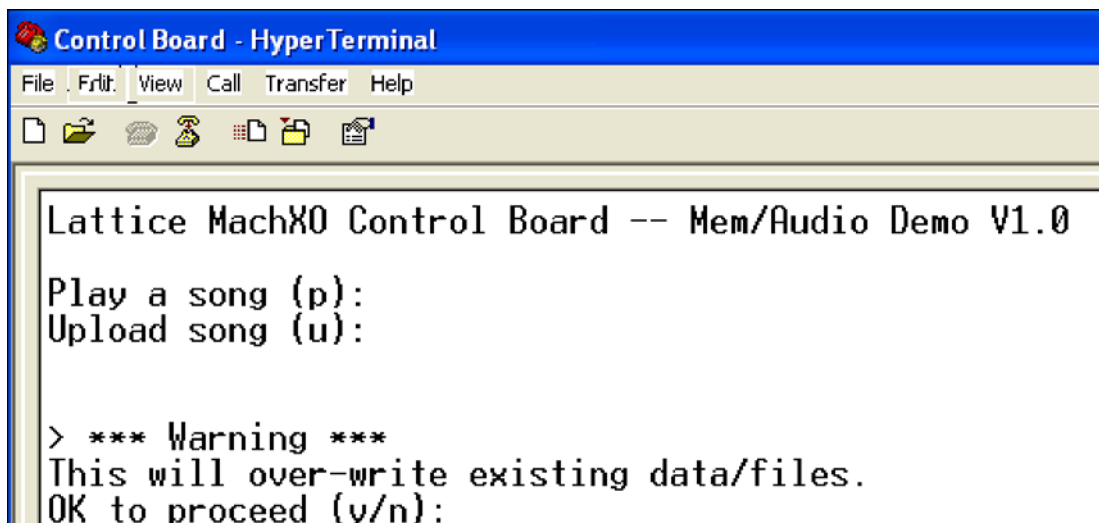 Control Board - HyperTerminal
File Edit View Call Transfer Help
Lattice MachXO Control Board -- Mem/Audio Demo V1.0
Play a song (p):
Upload song (u):
> *** Warning ***
This will over-write existing data/files.
OK to proceed (y/n):